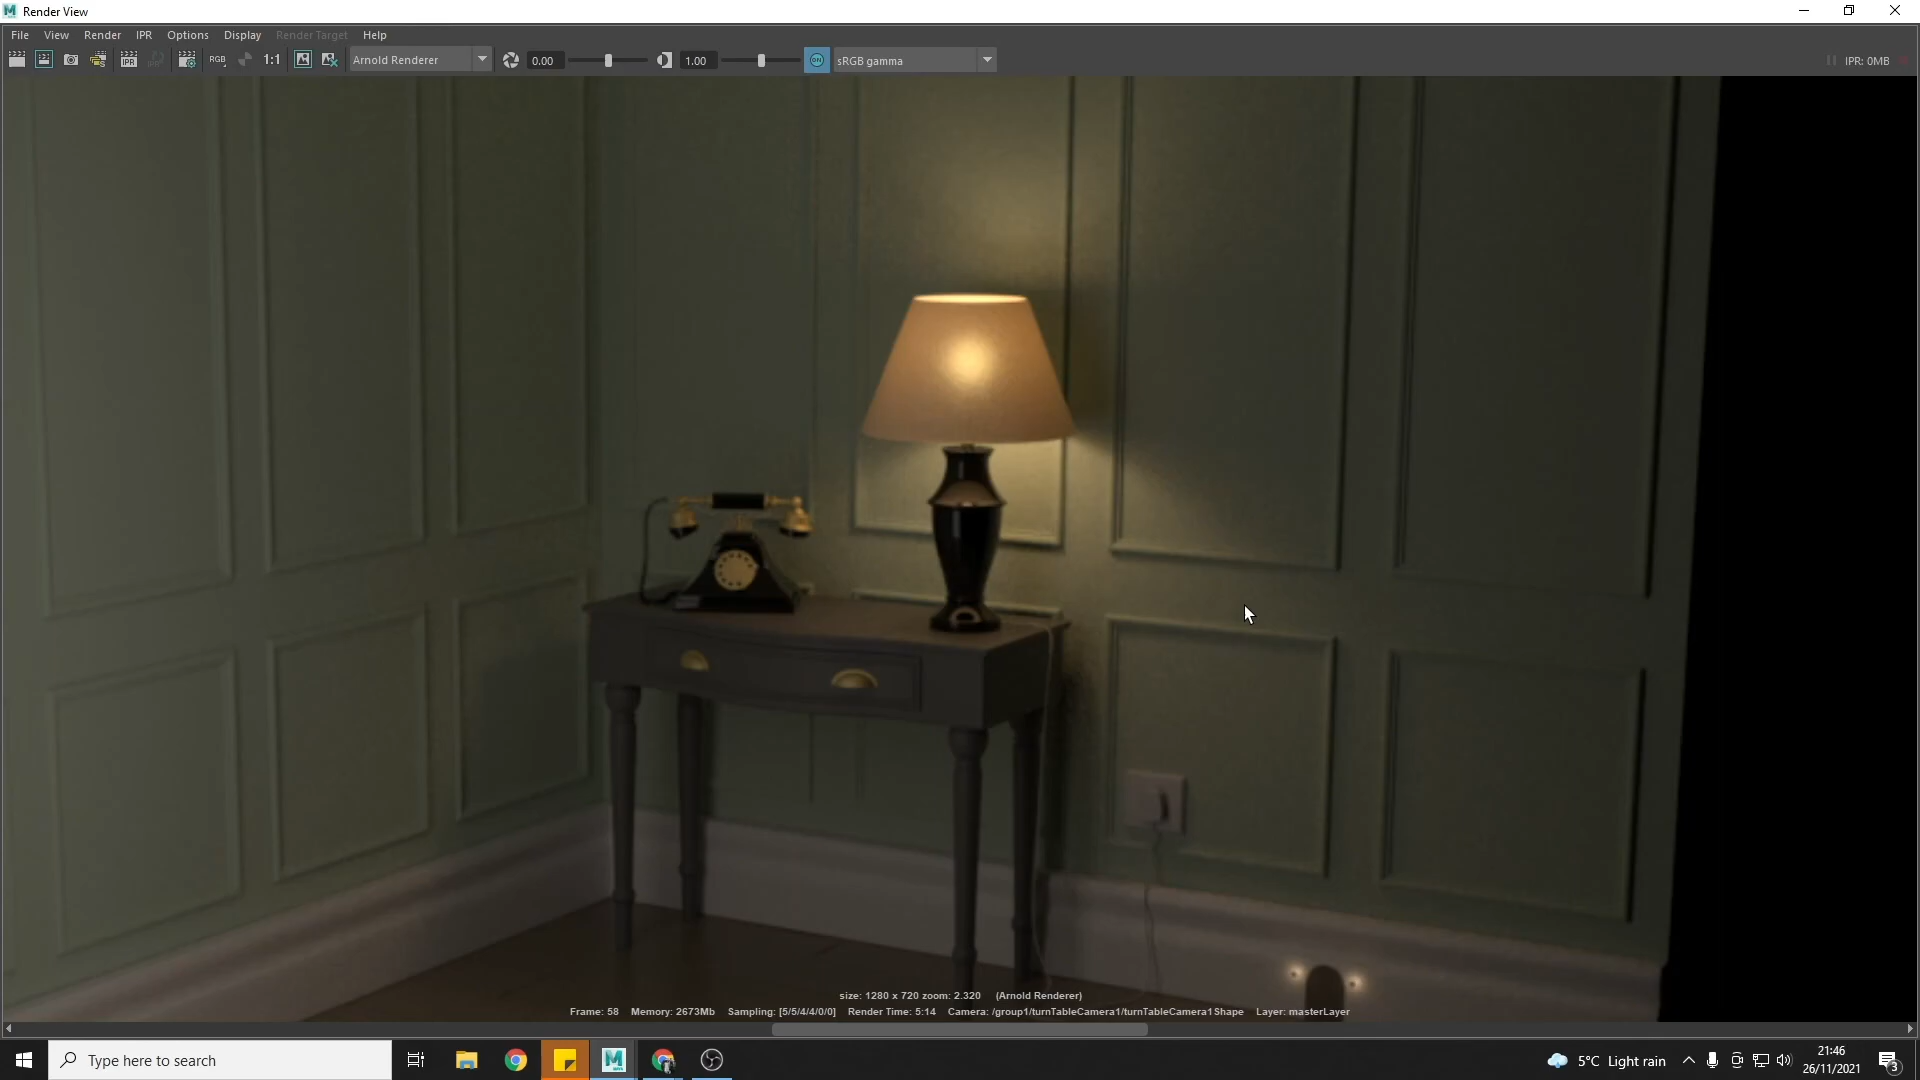 Render View
File View Render IPR Options Display Render Target Help
IPR RGB 1:1 Arnold Renderer 0.00 1.00 ON sRGB gamma IPR: 0MB
size: 1280 x 720 zoom: 2.320 (Arnold Renderer)
Frame: 58 Memory: 2673Mb Sampling: [5/5/4/4/0/0] Render Time: 5:14 Camera: /group1/turnTableCamera1/turnTableCamera1Shape Layer: masterLayer
Type here to search
5°C Light rain
21:46
26/11/2021
3